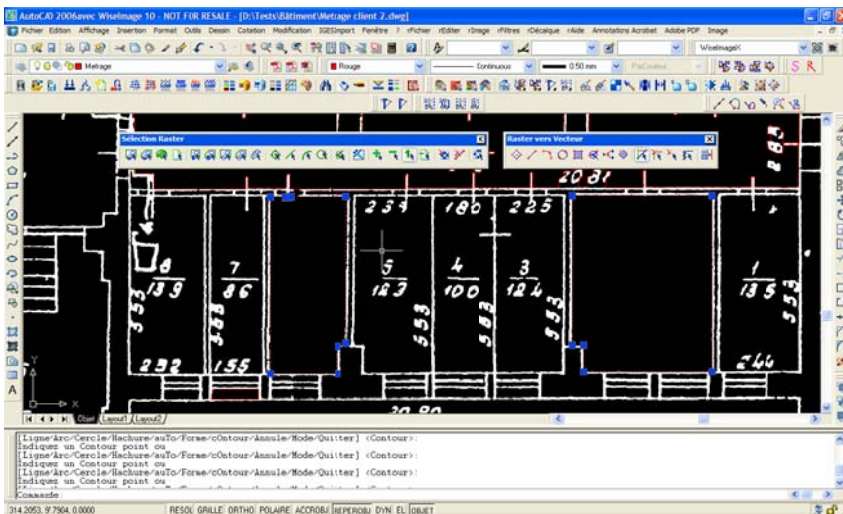 AutoCAD 2006avec WiseImage 10 - NOT FOR RESALE - [D:\Tests\Bâtiment\Metrage client 2.dwg]
Fichier Edition Affichage Insertion Format Outils Dessin Cotation Modification IGESImport Fenêtre ? rFichier rEditer rImage rFiltres rDécalque rAide Annotations Acrobat Adobe PDF Image
WiseImageX
Metrage Rouge Continuous 0.50 mm ParCouleur S R
Sélection Raster Raster vers Vecteur
2081 283
234 180 225
8 7 5 4 3 1
139 86 123 100 124 135
553 553 553 553 553 553
232 155 244
2080
Y
X
A
Objet Layout1 Layout2
[Ligne/Arc/Cercle/Hachure/auTo/Forme/cOntour/Annule/Mode/Quitter] <Contour>:
Indiquez un Contour point ou
[Ligne/Arc/Cercle/Hachure/auTo/Forme/cOntour/Annule/Mode/Quitter] <Contour>:
Indiquez un Contour point ou
[Ligne/Arc/Cercle/Hachure/auTo/Forme/cOntour/Annule/Mode/Quitter] <Contour>:
Indiquez un Contour point ou
Commande:
314.2053, 97.7904, 0.0000 RESOL GRILLE ORTHO POLAIRE ACCROBJ REPEROBJ DYN EL OBJET